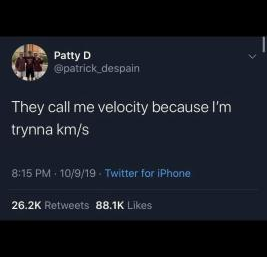 Patty D
@patrick_despain
They call me velocity because I'm
trynna km/s
8:15 PM · 10/9/19 · Twitter for iPhone
26.2K Retweets 88.1K Likes